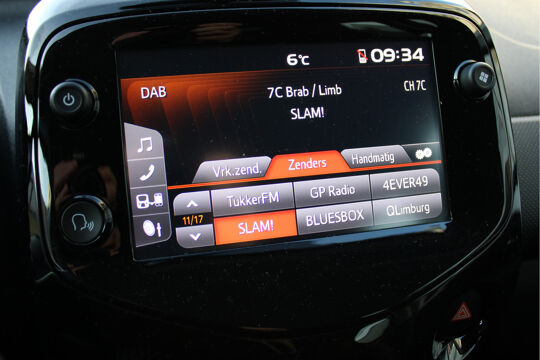 6°C 09:34
DAB 7C Brab / Limb CH 7C
SLAM!
Vrk.zend. Zenders Handmatig
TukkerFM GP Radio 4EVER49
11/17
SLAM! BLUESBOX QLimburg